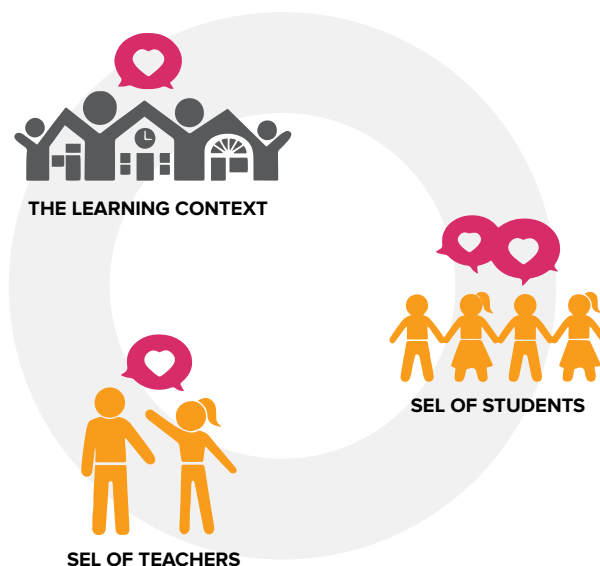 THE LEARNING CONTEXT
SEL OF STUDENTS
SEL OF TEACHERS